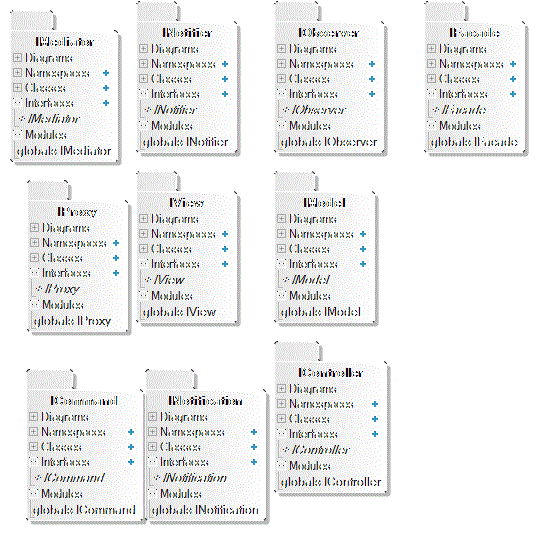 IMediator
Diagrams
Namespaces
Classes
Interfaces
IMediator
Modules
globals IMediator
INotifier
Diagrams
Namespaces
Classes
Interfaces
INotifier
Modules
globals INotifier
IObserver
Diagrams
Namespaces
Classes
Interfaces
IObserver
Modules
globals IObserver
IFacade
Diagrams
Namespaces
Classes
Interfaces
IFacade
Modules
globals IFacade
IProxy
Diagrams
Namespaces
Classes
Interfaces
IProxy
Modules
globals IProxy
IView
Diagrams
Namespaces
Classes
Interfaces
IView
Modules
globals IView
IModel
Diagrams
Namespaces
Classes
Interfaces
IModel
Modules
globals IModel
ICommand
Diagrams
Namespaces
Classes
Interfaces
ICommand
Modules
globals ICommand
INotification
Diagrams
Namespaces
Classes
Interfaces
INotification
Modules
globals INotification
IController
Diagrams
Namespaces
Classes
Interfaces
IController
Modules
globals IController